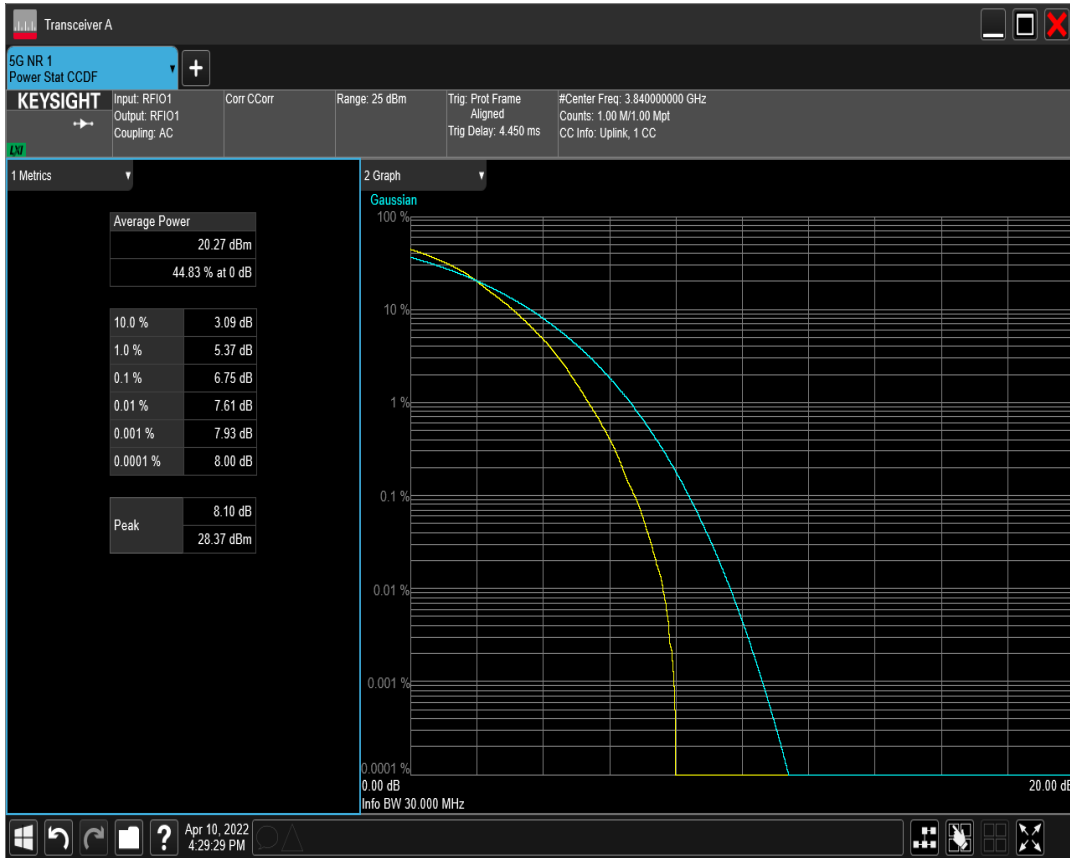 Transceiver A
5G NR 1
Power Stat CCDF
KEYSIGHT
LXI
Input: RFIO1
Output: RFIO1
Coupling: AC
Corr CCorr
Range: 25 dBm
Trig: Prot Frame
Aligned
Trig Delay: 4.450 ms
#Center Freq: 3.840000000 GHz
Counts: 1.00 M/1.00 Mpt
CC Info: Uplink, 1 CC
1 Metrics
Average Power
20.27 dBm
44.83 % at 0 dB
10.0 % 3.09 dB
1.0 % 5.37 dB
0.1 % 6.75 dB
0.01 % 7.61 dB
0.001 % 7.93 dB
0.0001 % 8.00 dB
Peak
8.10 dB
28.37 dBm
2 Graph
Gaussian
100 %
10 %
1 %
0.1 %
0.01 %
0.001 %
0.0001 %
0.00 dB 20.00 dB
Info BW 30.000 MHz
?
Apr 10, 2022
4:29:29 PM